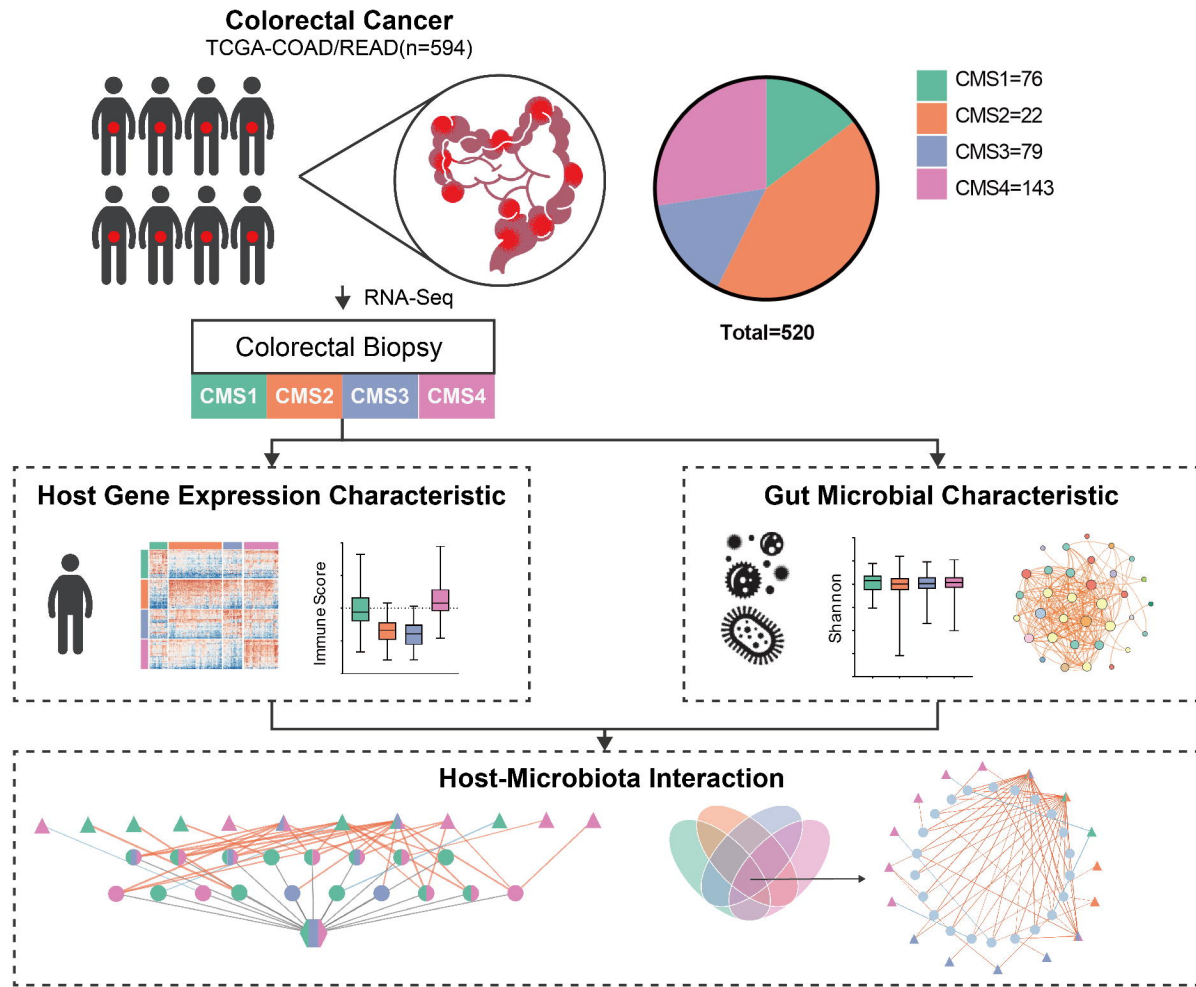 Colorectal Cancer
TCGA-COAD/READ(n=594)
CMS1=76
CMS2=22
CMS3=79
CMS4=143
Total=520
RNA-Seq
Colorectal Biopsy
CMS1 CMS2 CMS3 CMS4
Host Gene Expression Characteristic
Immune Score
Gut Microbial Characteristic
Shannon
Host-Microbiota Interaction